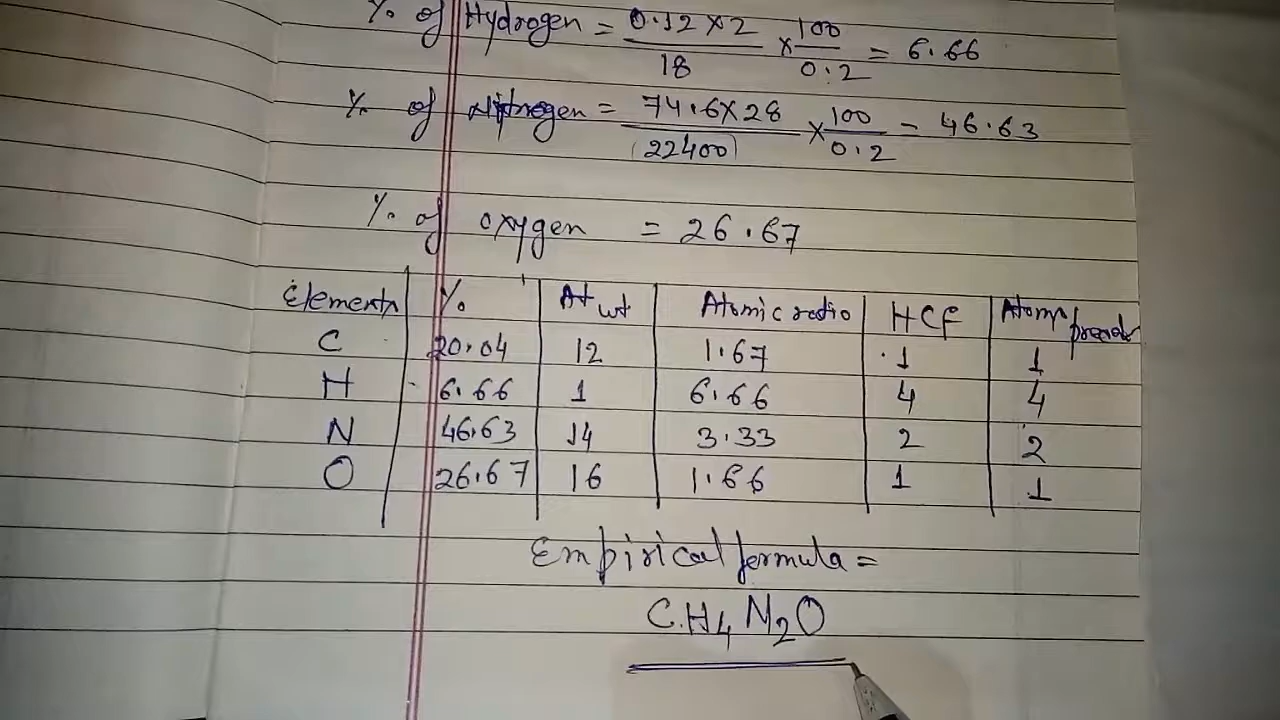 % of Hydrogen = 0.12 × 2 / 18 × 100 / 0.2 = 6.66
% of Nitrogen = 74.6 × 28 / 22400 × 100 / 0.2 = 46.63
% of oxygen = 26.67
Elements % At wt Atomic ratio HCF Atoms
C 20.04 12 1.67 1 1
H 6.66 1 6.66 4 4
N 46.63 14 3.33 2 2
O 26.67 16 1.66 1 1
Empirical formula =
CH4N2O